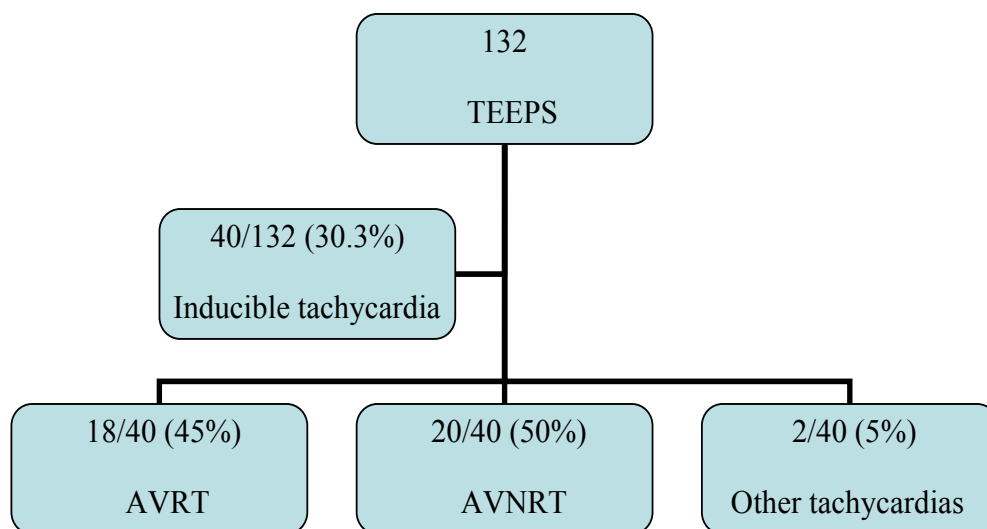 132
TEEPS
40/132 (30.3%)
Inducible tachycardia
18/40 (45%)
AVRT
20/40 (50%)
AVNRT
2/40 (5%)
Other tachycardias